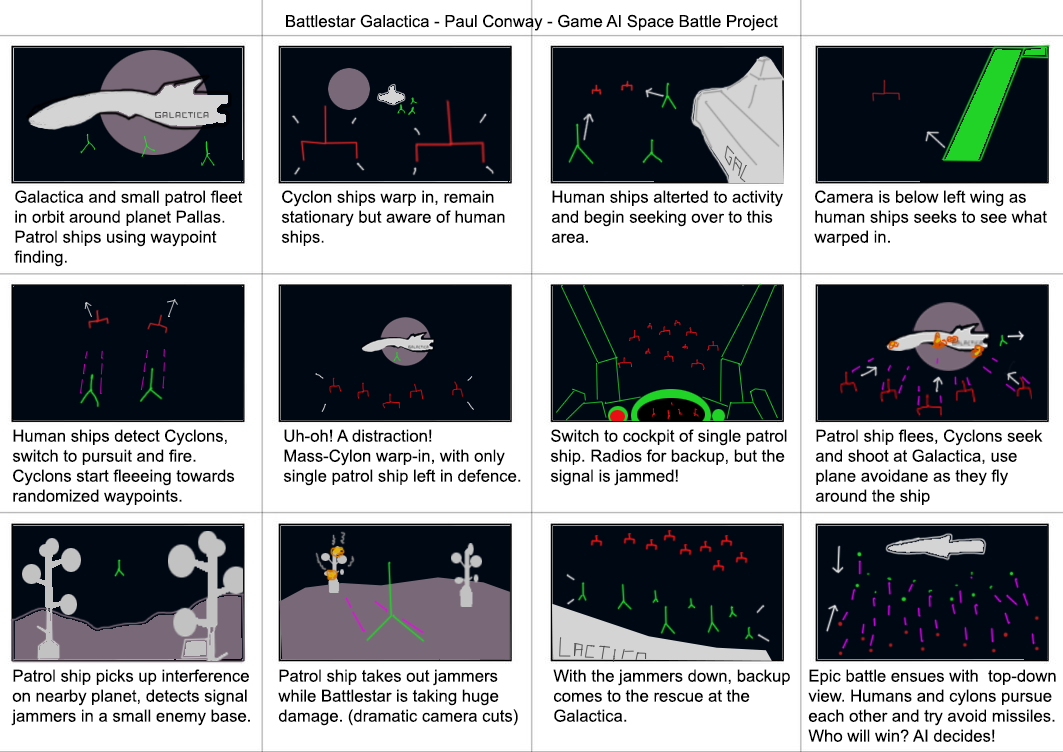 Battlestar Galactica - Paul Conway - Game AI Space Battle Project
GALACTICA
GAL
Galactica and small patrol fleet
in orbit around planet Pallas.
Patrol ships using waypoint
finding.
Cyclon ships warp in, remain
stationary but aware of human
ships.
Human ships alterted to activity
and begin seeking over to this
area.
Camera is below left wing as
human ships seeks to see what
warped in.
GALACTICA
GALACTICA
Human ships detect Cyclons,
switch to pursuit and fire.
Cyclons start fleeeing towards
randomized waypoints.
Uh-oh! A distraction!
Mass-Cylon warp-in, with only
single patrol ship left in defence.
Switch to cockpit of single patrol
ship. Radios for backup, but the
signal is jammed!
Patrol ship flees, Cyclons seek
and shoot at Galactica, use
plane avoidane as they fly
around the ship
LACTICA
Patrol ship picks up interference
on nearby planet, detects signal
jammers in a small enemy base.
Patrol ship takes out jammers
while Battlestar is taking huge
damage. (dramatic camera cuts)
With the jammers down, backup
comes to the rescue at the
Galactica.
Epic battle ensues with  top-down
view. Humans and cylons pursue
each other and try avoid missiles.
Who will win? AI decides!